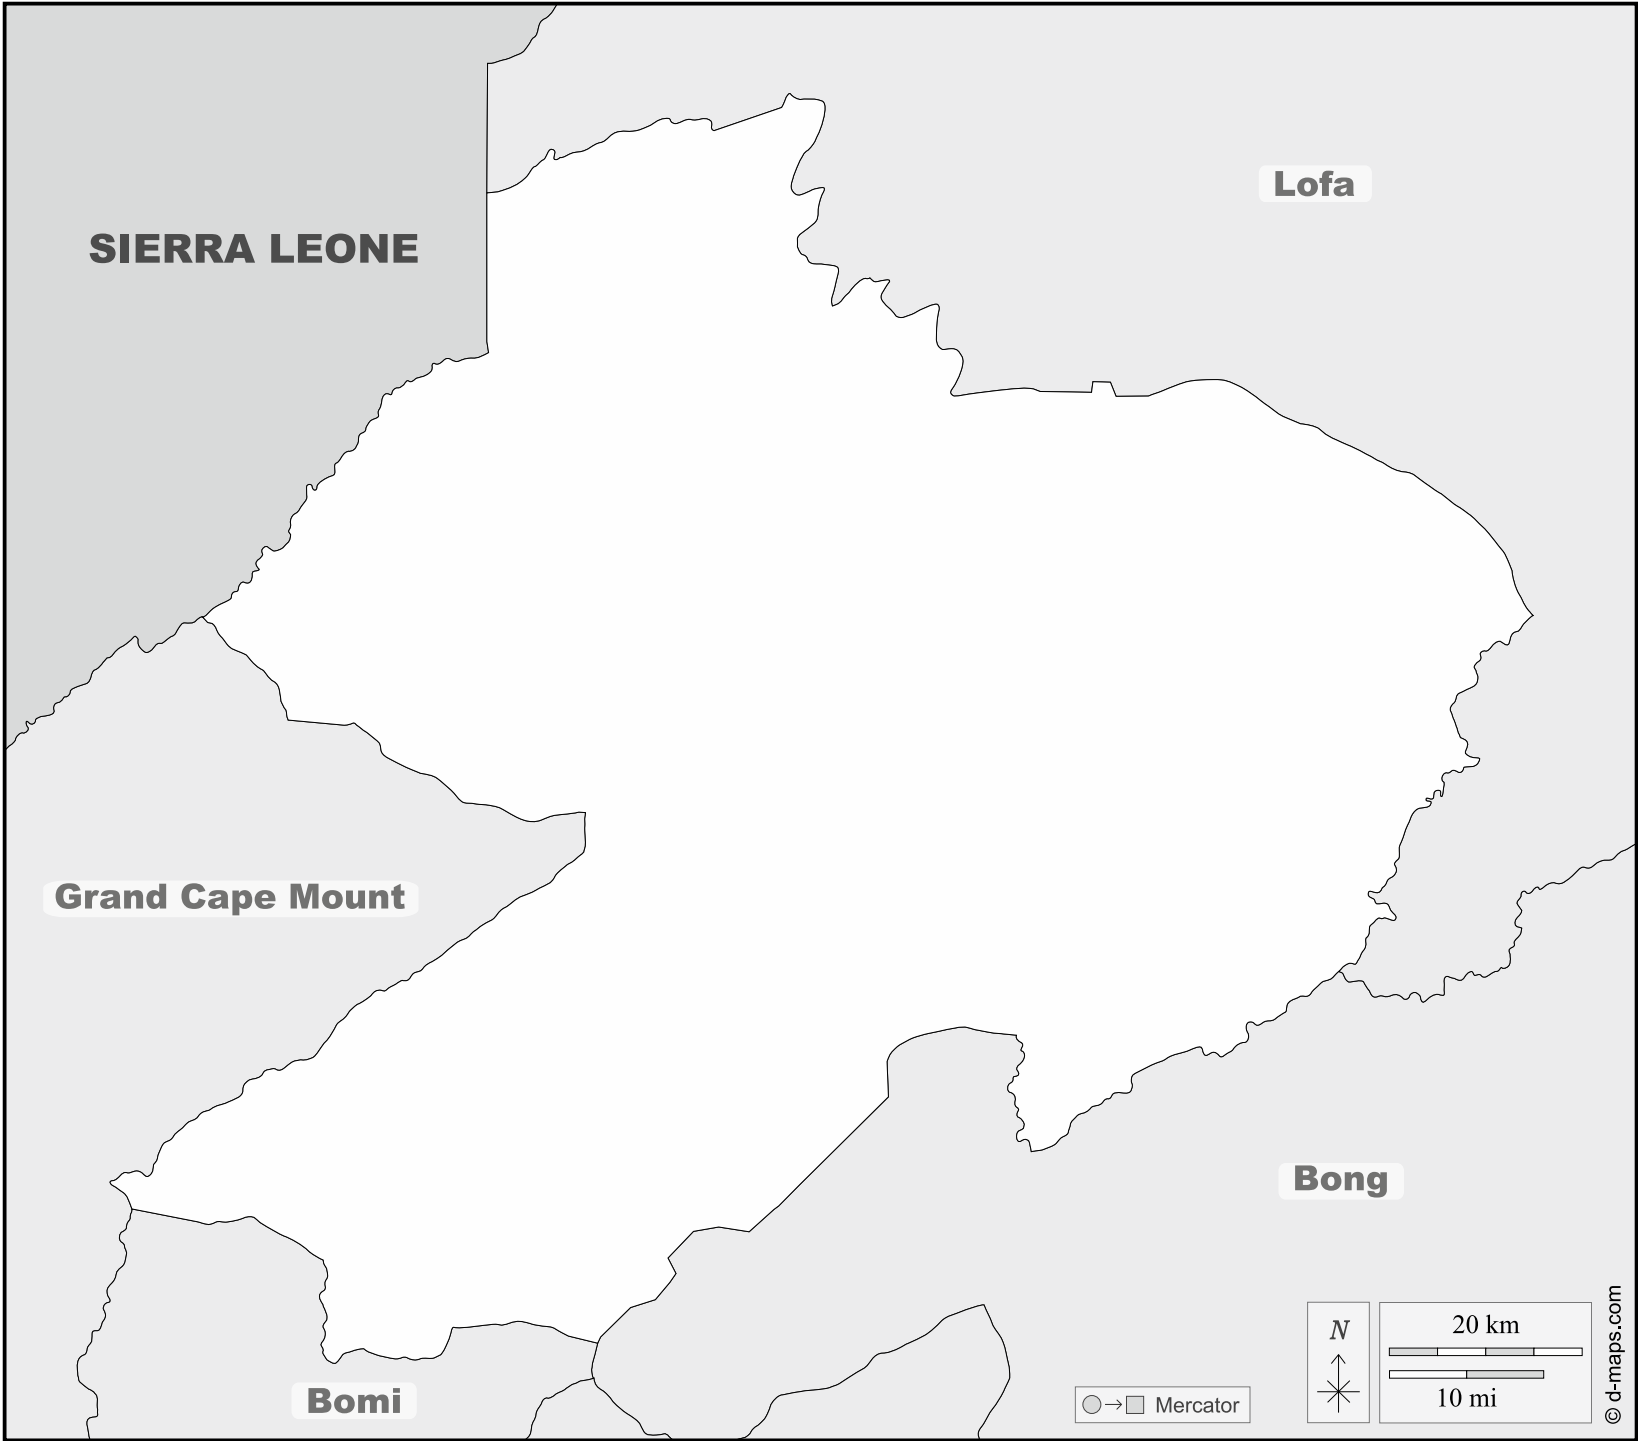 Lofa
SIERRA LEONE
Grand Cape Mount
Bong
Bomi
Mercator
N
20 km
10 mi
© d-maps.com